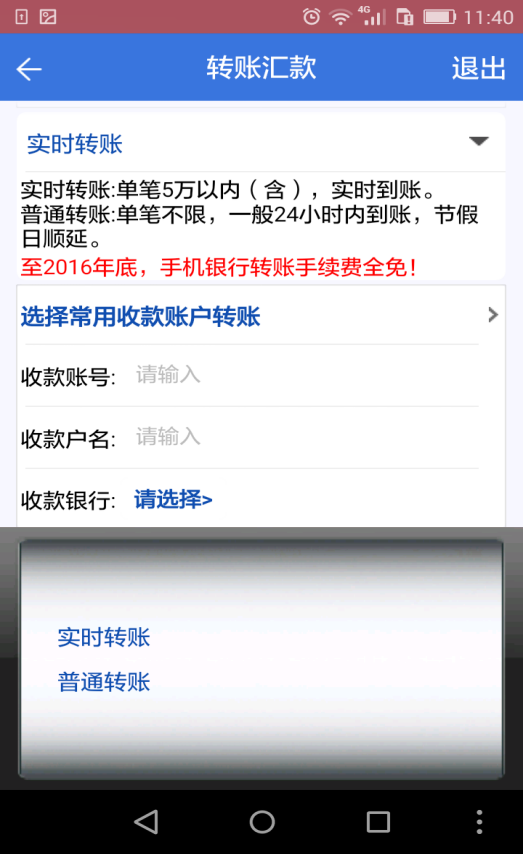 4G
11:40
转账汇款
退出
实时转账
实时转账:单笔5万以内（含），实时到账。
普通转账:单笔不限，一般24小时内到账，节假
日顺延。
至2016年底，手机银行转账手续费全免！
选择常用收款账户转账
收款账号: 请输入
收款户名: 请输入
收款银行: 请选择>
实时转账
普通转账